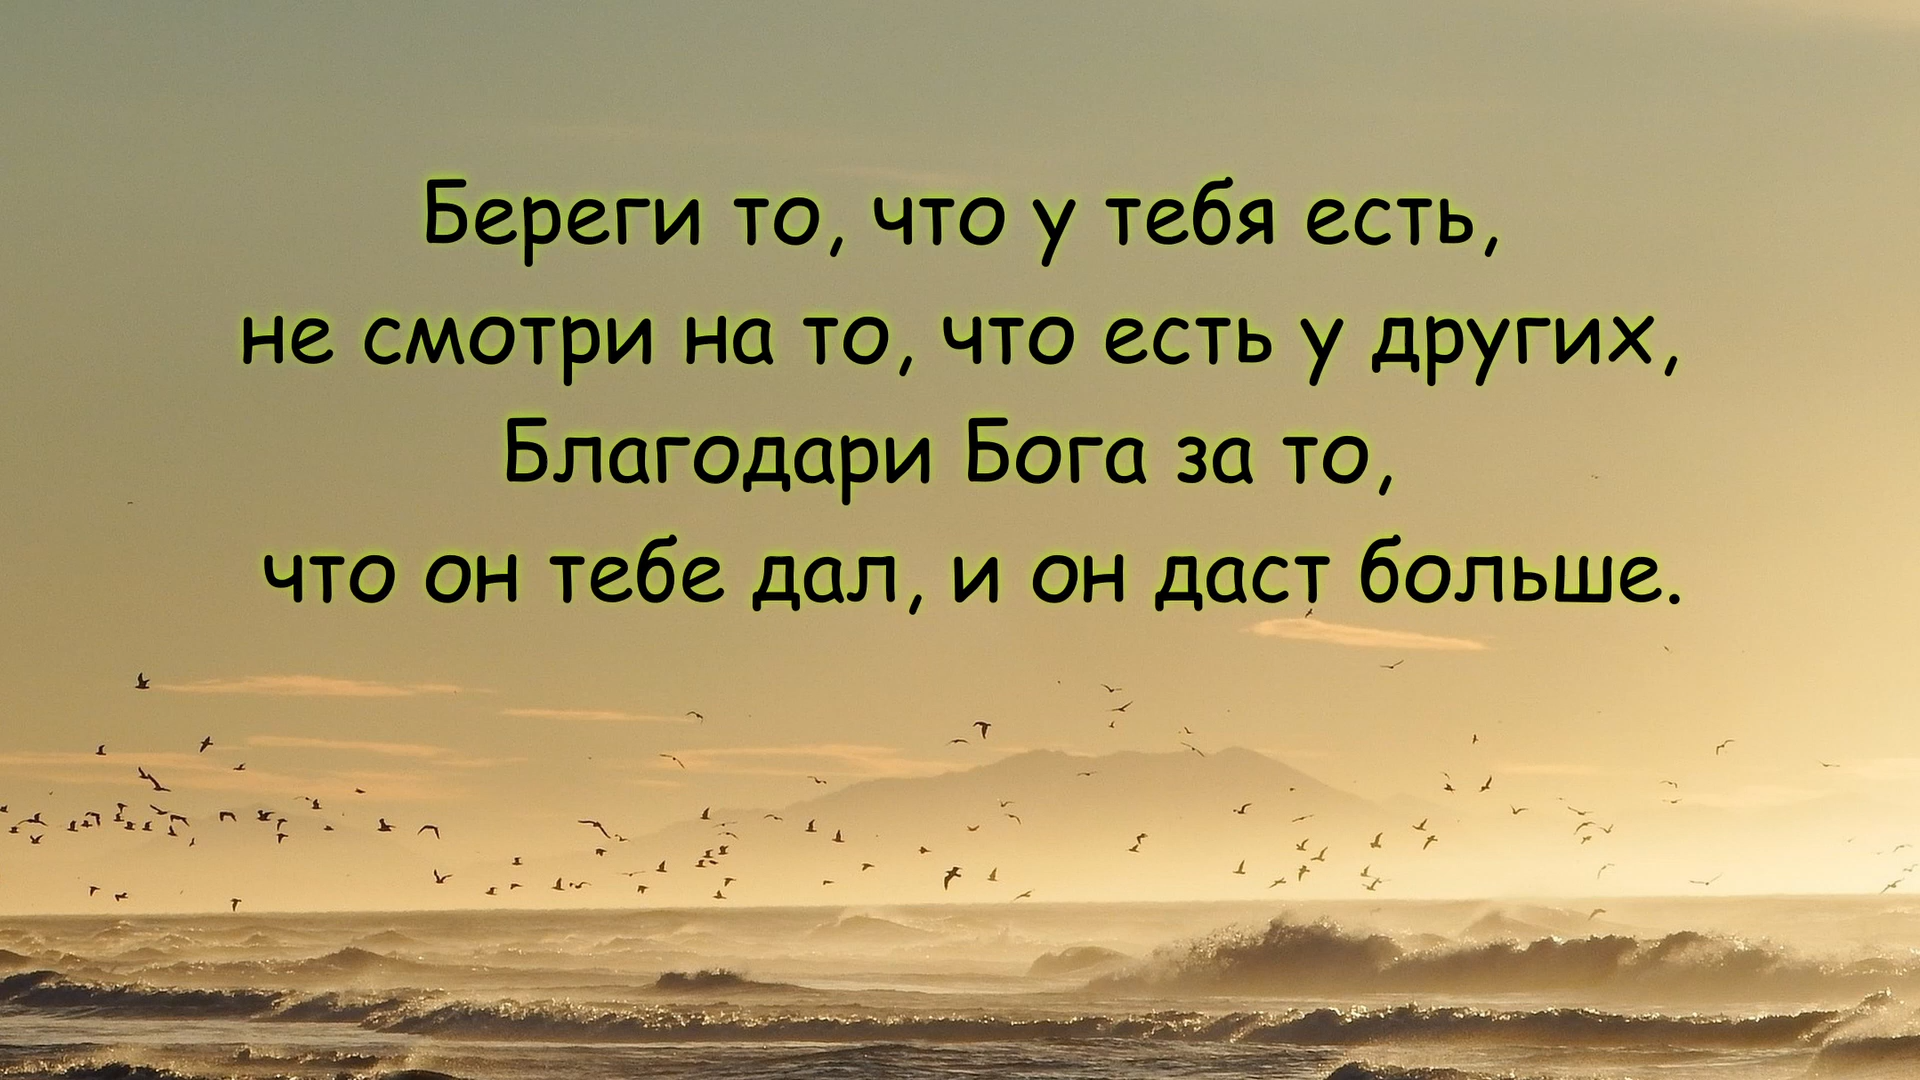 Береги то, что у тебя есть,
не смотри на то, что есть у других,
Благодари Бога за то,
что он тебе дал, и он даст больше.